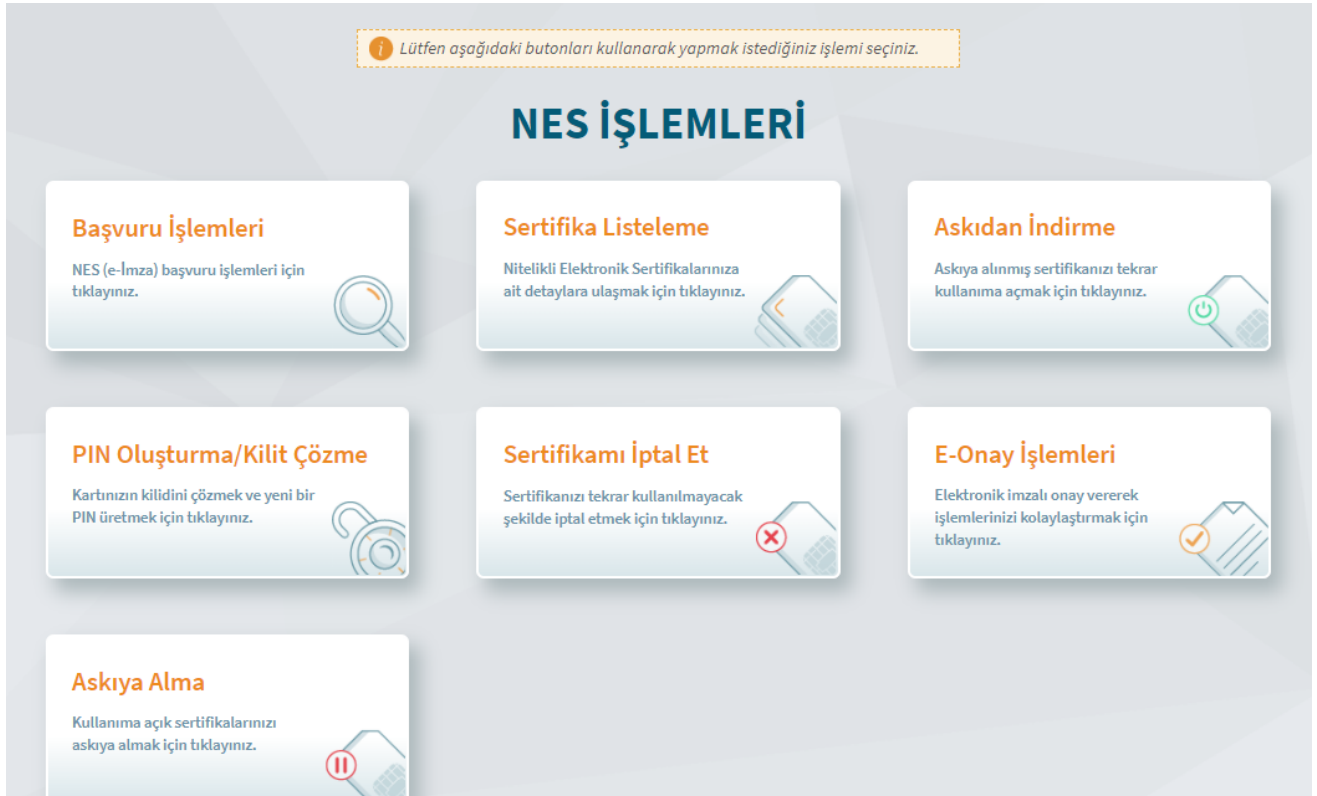 Lütfen aşağıdaki butonları kullanarak yapmak istediğiniz işlemi seçiniz.
NES İŞLEMLERİ
Başvuru İşlemleri
NES (e-İmza) başvuru işlemleri için
tıklayınız.
Sertifika Listeleme
Nitelikli Elektronik Sertifikalarınıza
ait detaylara ulaşmak için tıklayınız.
Askıdan İndirme
Askıya alınmış sertifikanızı tekrar
kullanıma açmak için tıklayınız.
PIN Oluşturma/Kilit Çözme
Kartınızın kilidini çözmek ve yeni bir
PIN üretmek için tıklayınız.
Sertifikamı İptal Et
Sertifikanızı tekrar kullanılmayacak
şekilde iptal etmek için tıklayınız.
E-Onay İşlemleri
Elektronik imzalı onay vererek
işlemlerinizi kolaylaştırmak için
tıklayınız.
Askıya Alma
Kullanıma açık sertifikalarınızı
askıya almak için tıklayınız.